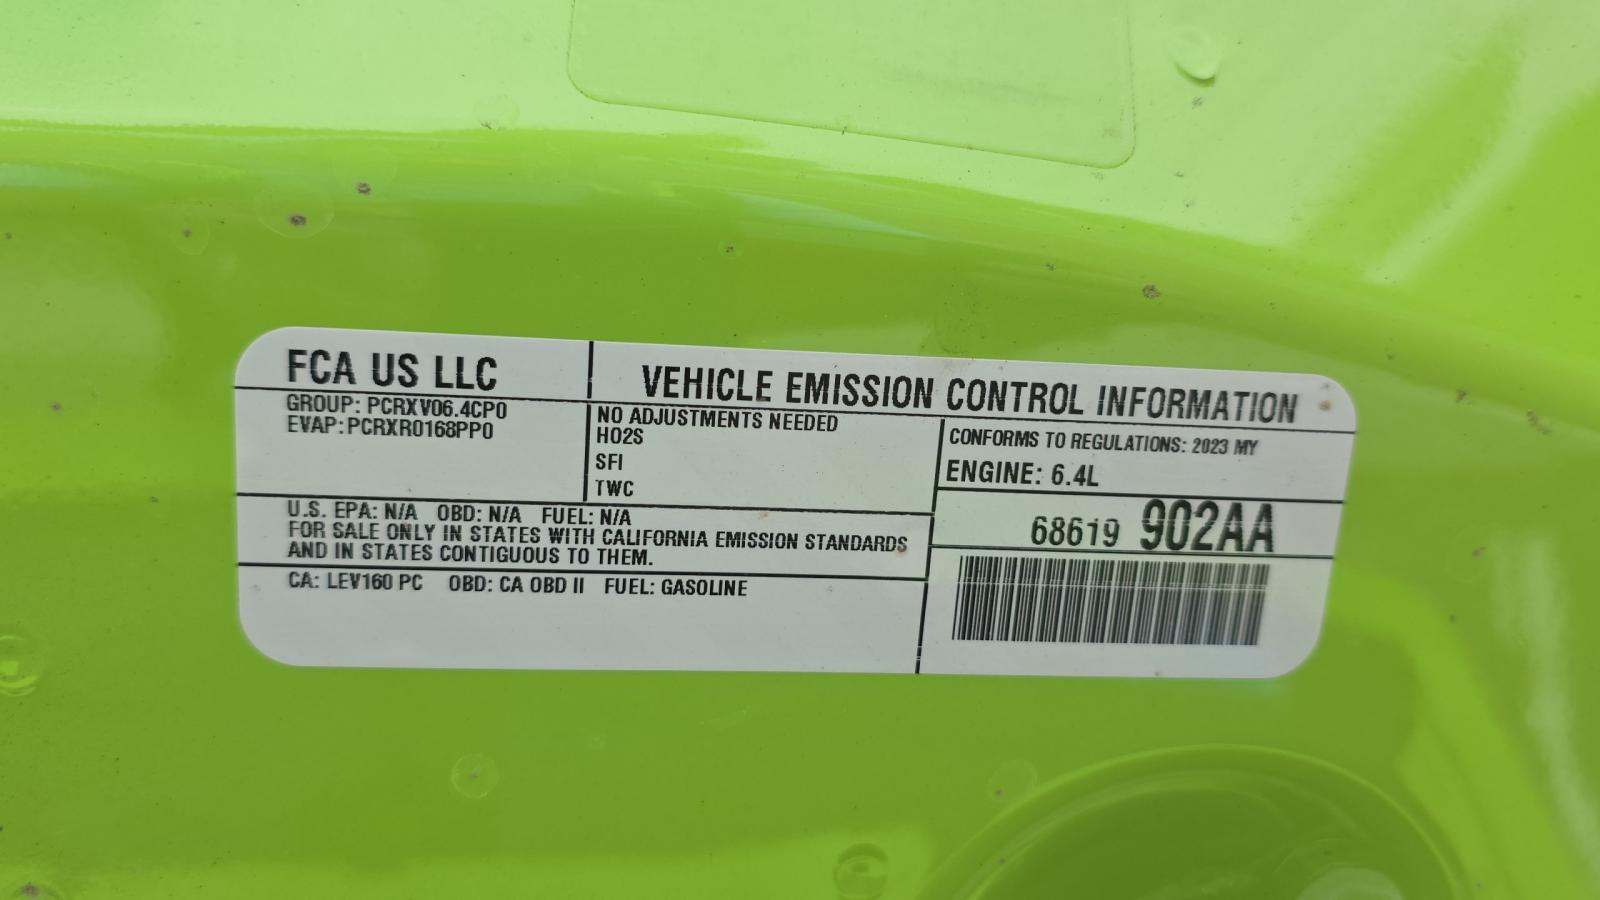 FCA US LLC
VEHICLE EMISSION CONTROL INFORMATION
GROUP: PCRXV06.4CP0
EVAP: PCRXR0168PP0
NO ADJUSTMENTS NEEDED
HO2S
SFI
TWC
CONFORMS TO REGULATIONS: 2023 MY
ENGINE: 6.4L
68619 902AA
U.S. EPA: N/A OBD: N/A FUEL: N/A
FOR SALE ONLY IN STATES WITH CALIFORNIA EMISSION STANDARDS
AND IN STATES CONTIGUOUS TO THEM.
CA: LEV160 PC OBD: CA OBD II FUEL: GASOLINE